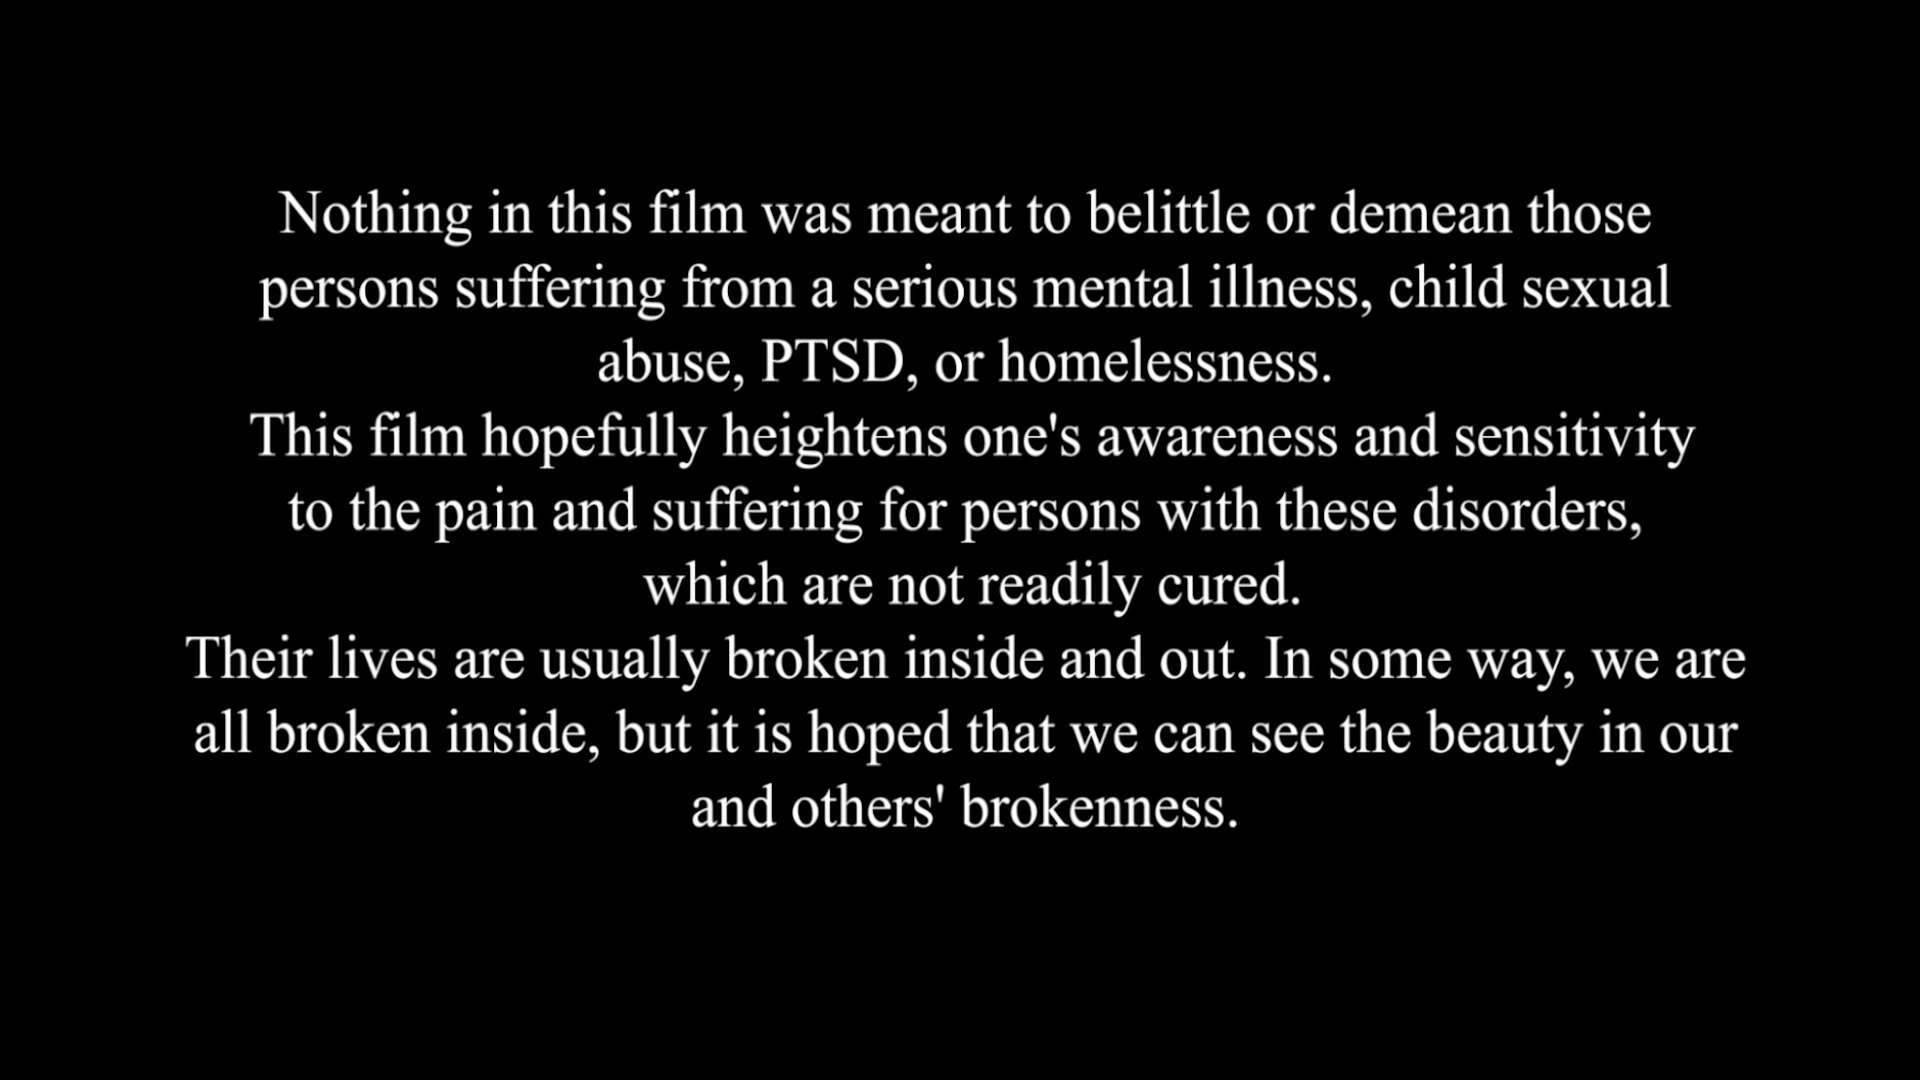 Nothing in this film was meant to belittle or demean those
persons suffering from a serious mental illness, child sexual
abuse, PTSD, or homelessness.
This film hopefully heightens one's awareness and sensitivity
to the pain and suffering for persons with these disorders,
which are not readily cured.
Their lives are usually broken inside and out. In some way, we are
all broken inside, but it is hoped that we can see the beauty in our
and others' brokenness.